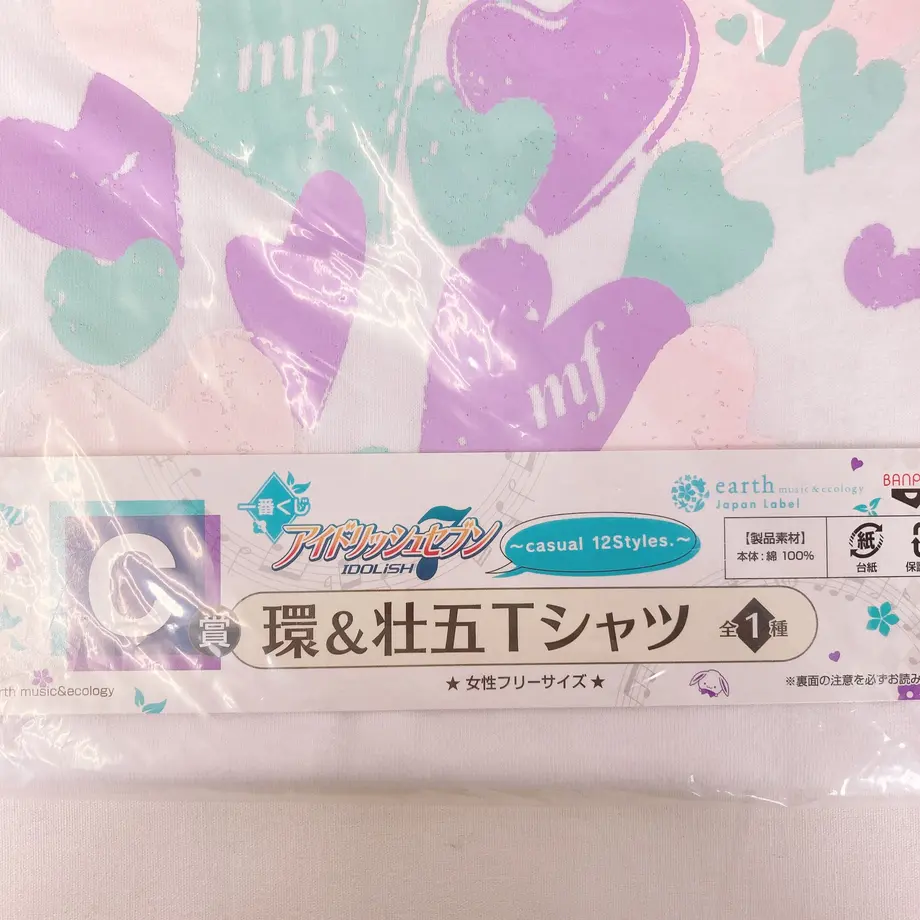 mf
一番くじ
アイドリッシュセブン
IDOLiSH7
~casual 12Styles.~
earth music&ecology
Japan Label
BANP
【製品素材】
本体:綿 100%
紙
台紙
C賞
環&壮五Tシャツ
全1種
★ 女性フリーサイズ ★
※裏面の注意を必ずお読み
rth music&ecology